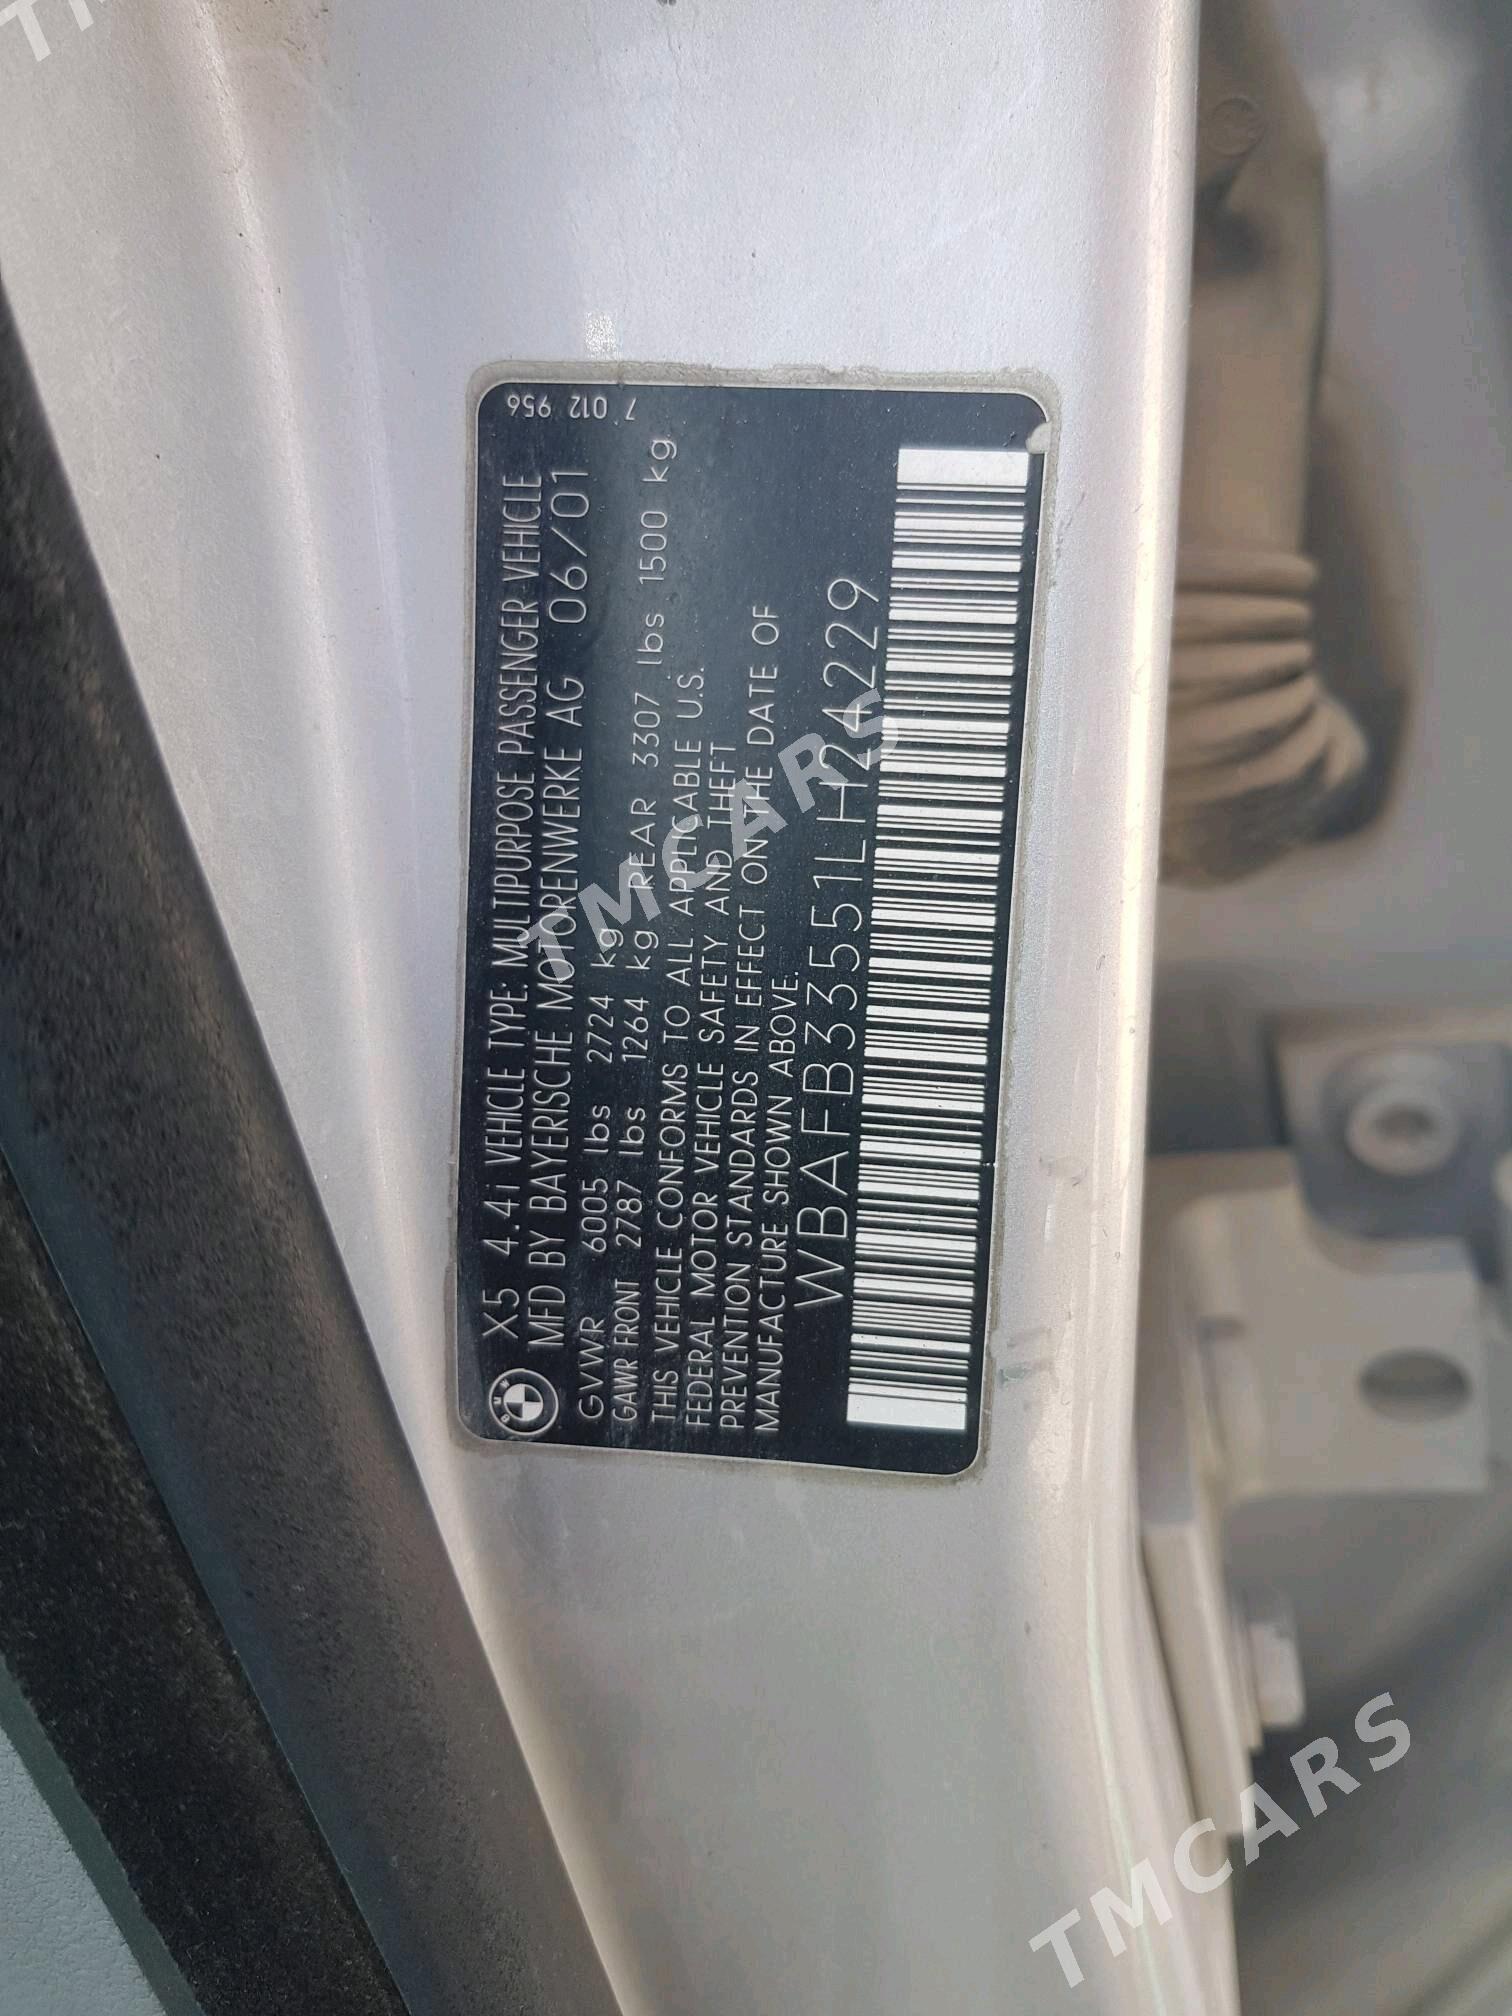 X5 4.4i VEHICLE TYPE: MULTIPURPOSE PASSENGER VEHICLE
MFD BY BAYERISCHE MOTORENWERKE AG 06/01
GVWR 6005 lbs 2724 kg
GAWR FRONT 2787 lbs 1264 kg REAR 3307 lbs 1500 kg
THIS VEHICLE CONFORMS TO ALL APPLICABLE U.S.
FEDERAL MOTOR VEHICLE SAFETY AND THEFT
PREVENTION STANDARDS IN EFFECT ON THE DATE OF
MANUFACTURE SHOWN ABOVE.
WBAFB33551LH24229
7 012 956
BMW
TMCARS
TMCARS